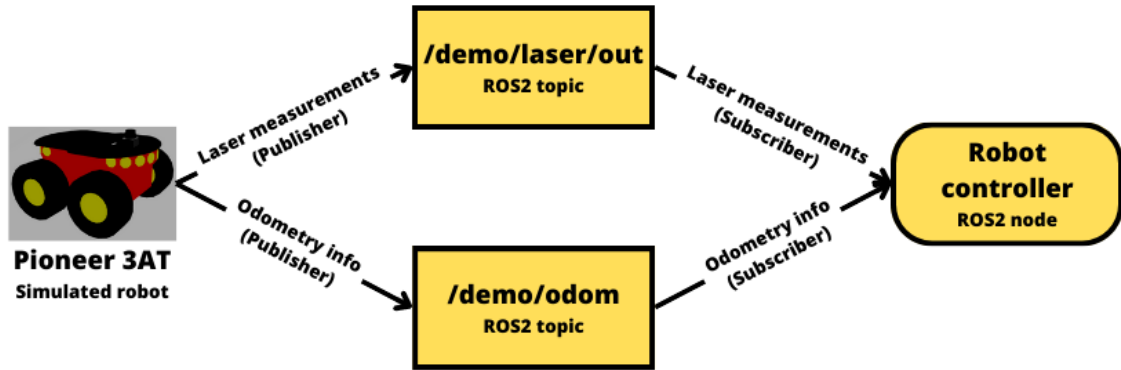 Pioneer 3AT
Simulated robot
Laser measurements
(Publisher)
Odometry info
(Publisher)
/demo/laser/out
ROS2 topic
/demo/odom
ROS2 topic
Laser measurements
(Subscriber)
Odometry info
(Subscriber)
Robot
controller
ROS2 node